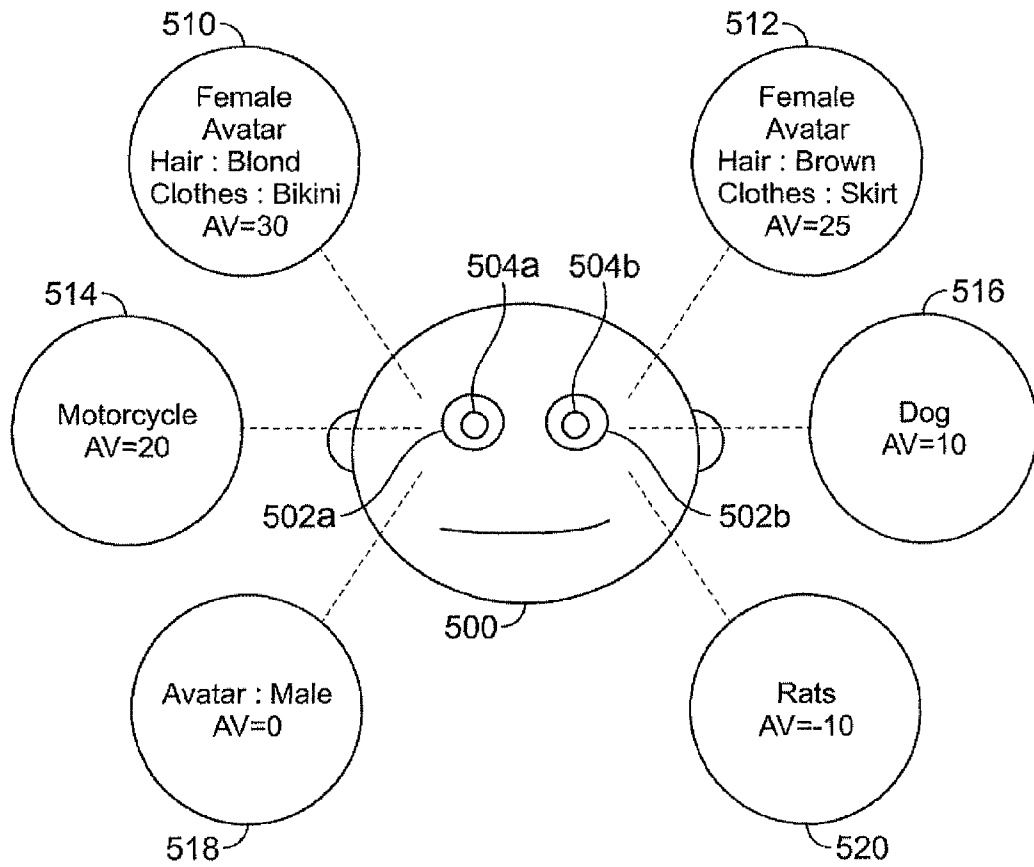 510
512
Female
Avatar
Hair : Blond
Clothes : Bikini
AV=30
Female
Avatar
Hair : Brown
Clothes : Skirt
AV=25
504a
504b
514
516
Motorcycle
AV=20
Dog
AV=10
502a
502b
500
Avatar : Male
AV=0
Rats
AV=-10
518
520